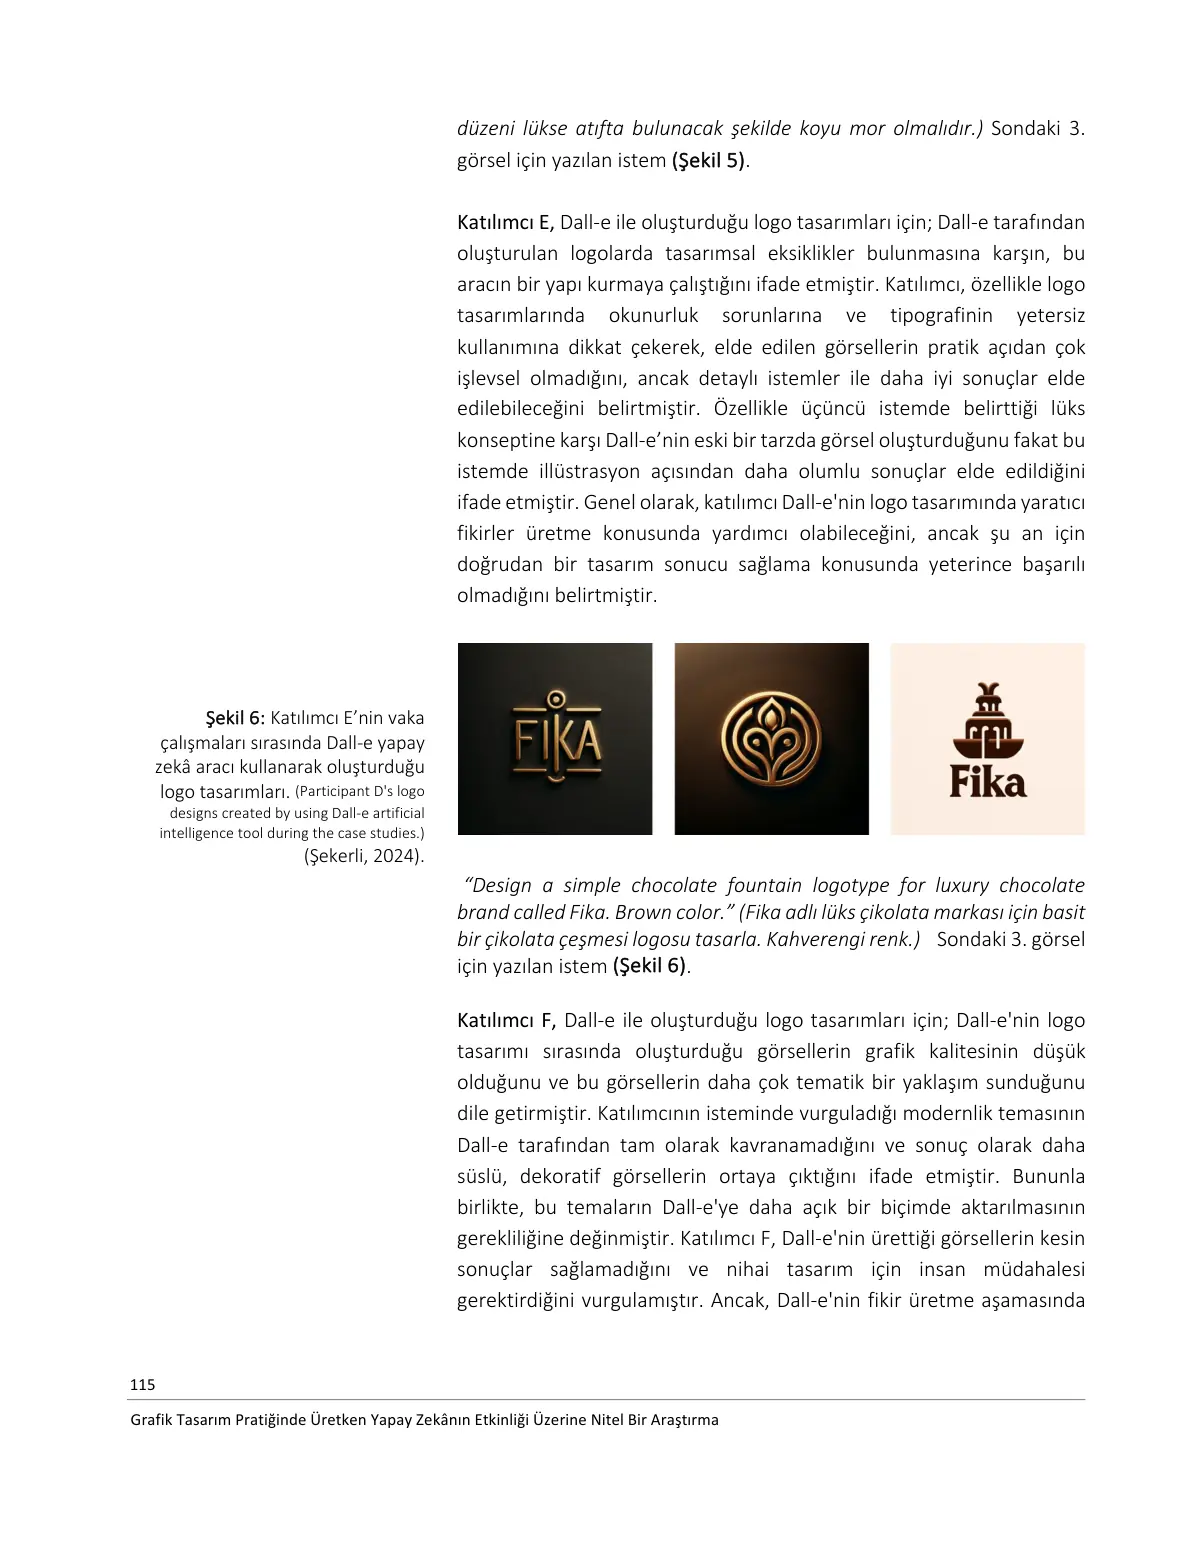 düzeni lükse atıfta bulunacak şekilde koyu mor olmalıdır.) Sondaki 3.
görsel için yazılan istem (Şekil 5).
Katılımcı E, Dall-e ile oluşturduğu logo tasarımları için; Dall-e tarafından
oluşturulan logolarda tasarımsal eksiklikler bulunmasına karşın, bu
aracın bir yapı kurmaya çalıştığını ifade etmiştir. Katılımcı, özellikle logo
tasarımlarında okunurluk sorunlarına ve tipografinin yetersiz
kullanımına dikkat çekerek, elde edilen görsellerin pratik açıdan çok
işlevsel olmadığını, ancak detaylı istemler ile daha iyi sonuçlar elde
edilebileceğini belirtmiştir. Özellikle üçüncü istemde belirttiği lüks
konseptine karşı Dall-e’nin eski bir tarzda görsel oluşturduğunu fakat bu
istemde illüstrasyon açısından daha olumlu sonuçlar elde edildiğini
ifade etmiştir. Genel olarak, katılımcı Dall-e'nin logo tasarımında yaratıcı
fikirler üretme konusunda yardımcı olabileceğini, ancak şu an için
doğrudan bir tasarım sonucu sağlama konusunda yeterince başarılı
olmadığını belirtmiştir.
FIKA
Fika
Şekil 6: Katılımcı E’nin vaka
çalışmaları sırasında Dall-e yapay
zekâ aracı kullanarak oluşturduğu
logo tasarımları. (Participant D's logo
designs created by using Dall-e artificial
intelligence tool during the case studies.)
(Şekerli, 2024).
“Design a simple chocolate fountain logotype for luxury chocolate
brand called Fika. Brown color.” (Fika adlı lüks çikolata markası için basit
bir çikolata çeşmesi logosu tasarla. Kahverengi renk.) Sondaki 3. görsel
için yazılan istem (Şekil 6).
Katılımcı F, Dall-e ile oluşturduğu logo tasarımları için; Dall-e'nin logo
tasarımı sırasında oluşturduğu görsellerin grafik kalitesinin düşük
olduğunu ve bu görsellerin daha çok tematik bir yaklaşım sunduğunu
dile getirmiştir. Katılımcının isteminde vurguladığı modernlik temasının
Dall-e tarafından tam olarak kavranamadığını ve sonuç olarak daha
süslü, dekoratif görsellerin ortaya çıktığını ifade etmiştir. Bununla
birlikte, bu temaların Dall-e'ye daha açık bir biçimde aktarılmasının
gerekliliğine değinmiştir. Katılımcı F, Dall-e'nin ürettiği görsellerin kesin
sonuçlar sağlamadığını ve nihai tasarım için insan müdahalesi
gerektirdiğini vurgulamıştır. Ancak, Dall-e'nin fikir üretme aşamasında
115
Grafik Tasarım Pratiğinde Üretken Yapay Zekânın Etkinliği Üzerine Nitel Bir Araştırma